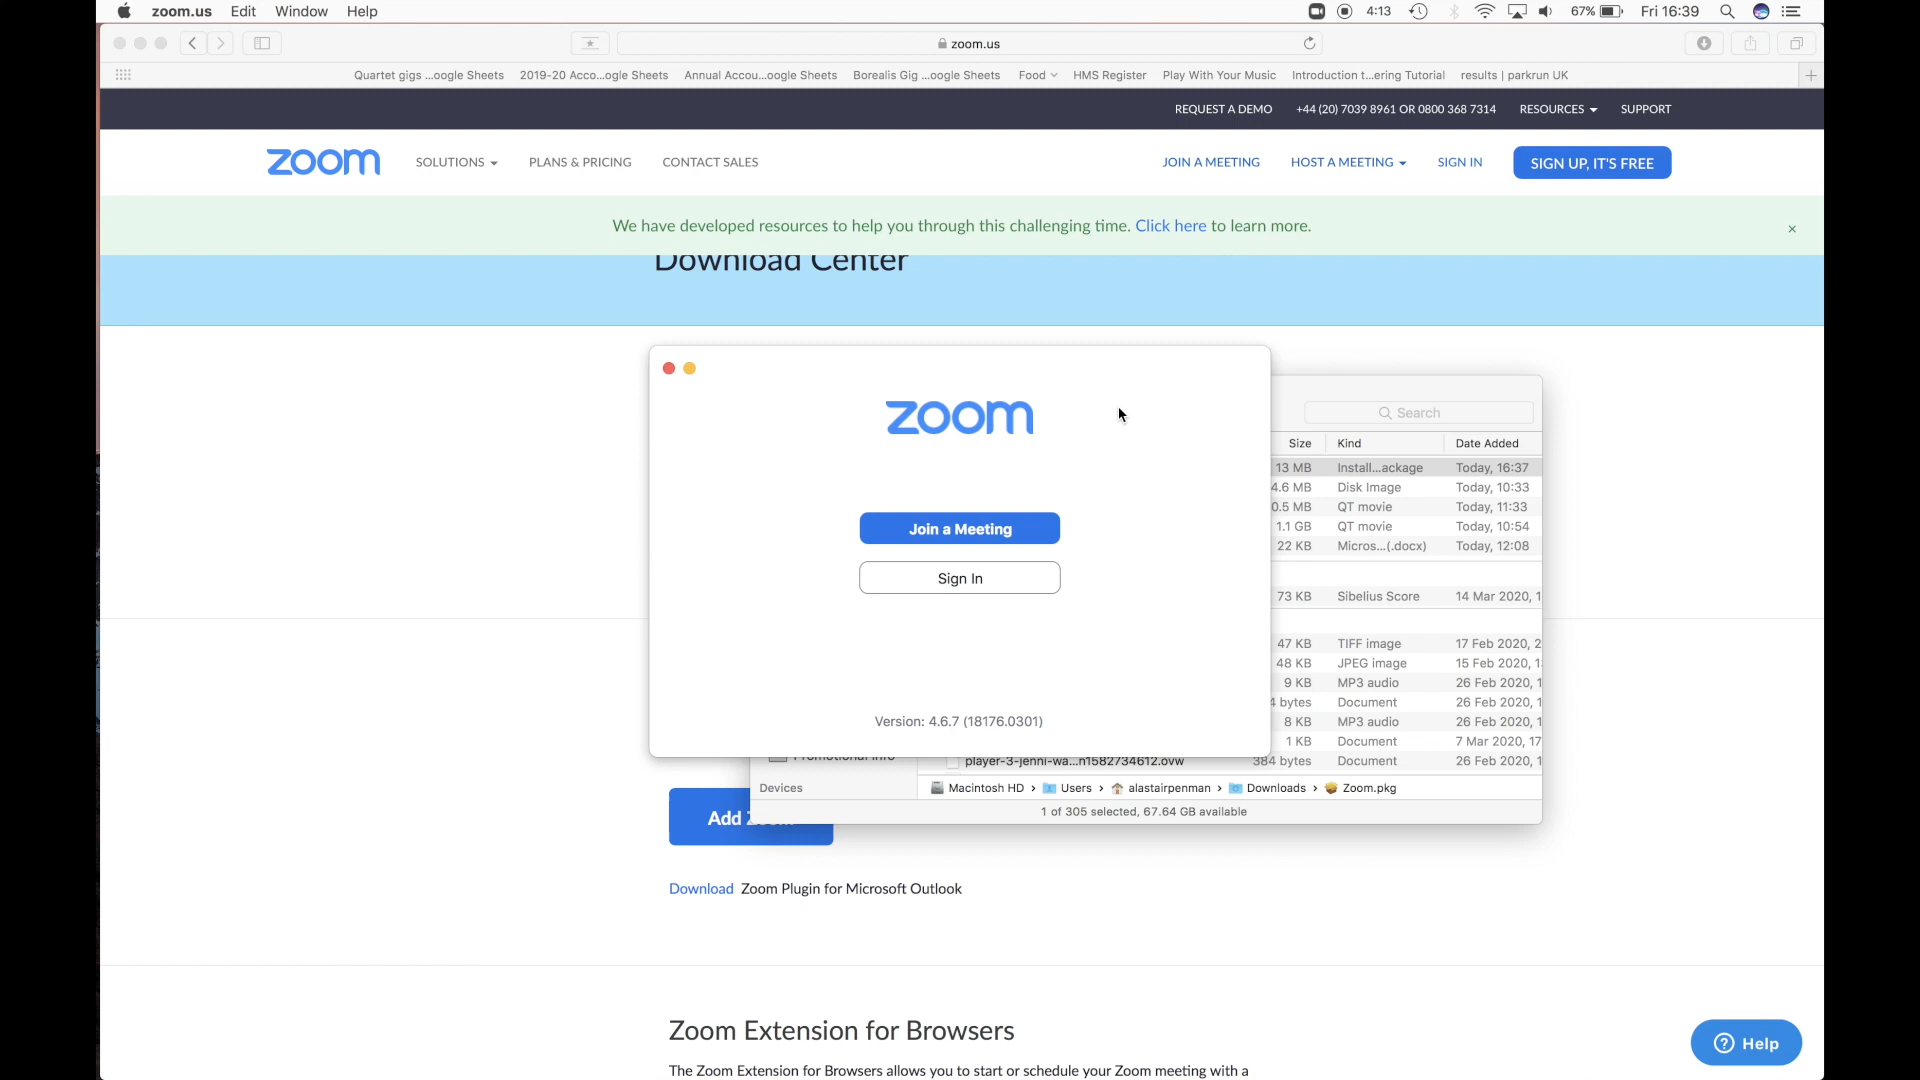 zoom.us Edit Window Help 4:13 67% Fri 16:39
zoom.us
Quartet gigs ...oogle Sheets 2019-20 Acco...ogle Sheets Annual Accou...oogle Sheets Borealis Gig ...oogle Sheets Food HMS Register Play With Your Music Introduction t...ering Tutorial results | parkrun UK
REQUEST A DEMO +44 (20) 7039 8961 OR 0800 368 7314 RESOURCES SUPPORT
zoom SOLUTIONS PLANS & PRICING CONTACT SALES JOIN A MEETING HOST A MEETING SIGN IN SIGN UP, IT'S FREE
We have developed resources to help you through this challenging time. Click here to learn more. ×
Download Center
zoom
Join a Meeting
Sign In
Version: 4.6.7 (18176.0301)
Search
Size Kind Date Added
13 MB Install...ackage Today, 16:37
4.6 MB Disk Image Today, 10:33
0.5 MB QT movie Today, 11:33
1.1 GB QT movie Today, 10:54
22 KB Micros...(.docx) Today, 12:08
73 KB Sibelius Score 14 Mar 2020, 1
47 KB TIFF image 17 Feb 2020, 2
48 KB JPEG image 15 Feb 2020, 1
9 KB MP3 audio 26 Feb 2020, 1
4 bytes Document 26 Feb 2020, 1
8 KB MP3 audio 26 Feb 2020, 1
1 KB Document 7 Mar 2020, 17
player-3-jenni-wa...n1582734612.ovw 384 bytes Document 26 Feb 2020, 1
Devices Macintosh HD › Users › alastairpenman › Downloads › Zoom.pkg
1 of 305 selected, 67.64 GB available
Add
Download Zoom Plugin for Microsoft Outlook
Zoom Extension for Browsers
The Zoom Extension for Browsers allows you to start or schedule your Zoom meeting with a
? Help